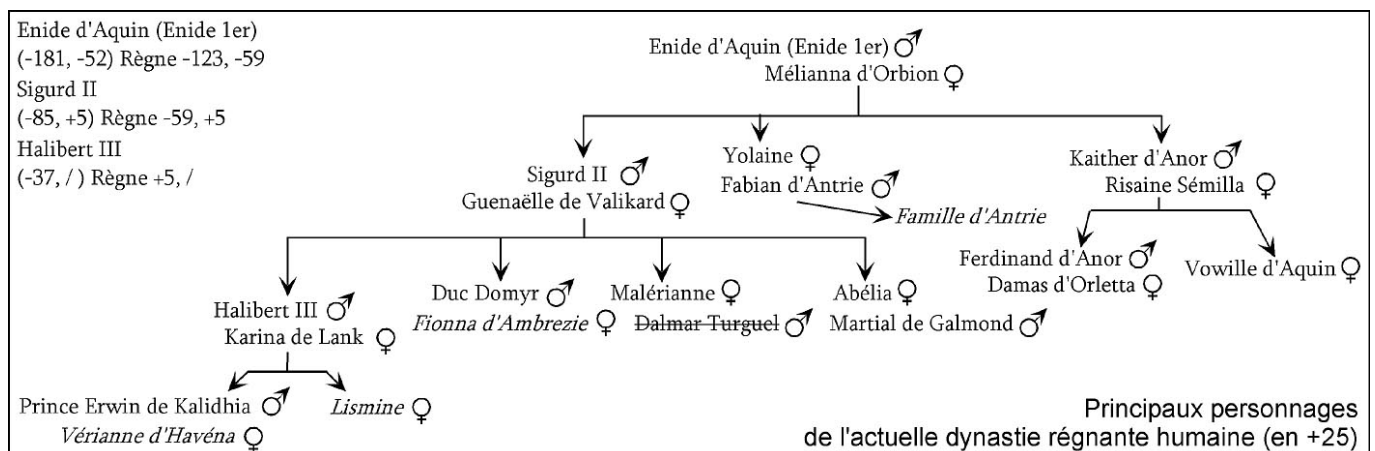 Enide d'Aquin (Enide 1er)
(-181, -52) Règne -123, -59
Sigurd II
(-85, +5) Règne -59, +5
Halibert III
(-37, / ) Règne +5, /
Enide d'Aquin (Enide 1er) ♂
Mélianna d'Orbion ♀
Sigurd II ♂
Guenaëlle de Valikard ♀
Yolaine ♀
Fabian d'Antrie ♂
Famille d'Antrie
Kaither d'Anor ♂
Risaine Sémilla ♀
Halibert III ♂
Karina de Lank ♀
Duc Domyr ♂
Fionna d'Ambrezie ♀
Malérianne ♀
Dalmar Turguel ♂
Abélia ♀
Martial de Galmond ♂
Ferdinand d'Anor ♂
Damas d'Orletta ♀
Vowille d'Aquin ♀
Prince Erwin de Kalidhia ♂
Vérianne d'Havéna ♀
Lismine ♀
Principaux personnages
de l'actuelle dynastie régnante humaine (en +25)